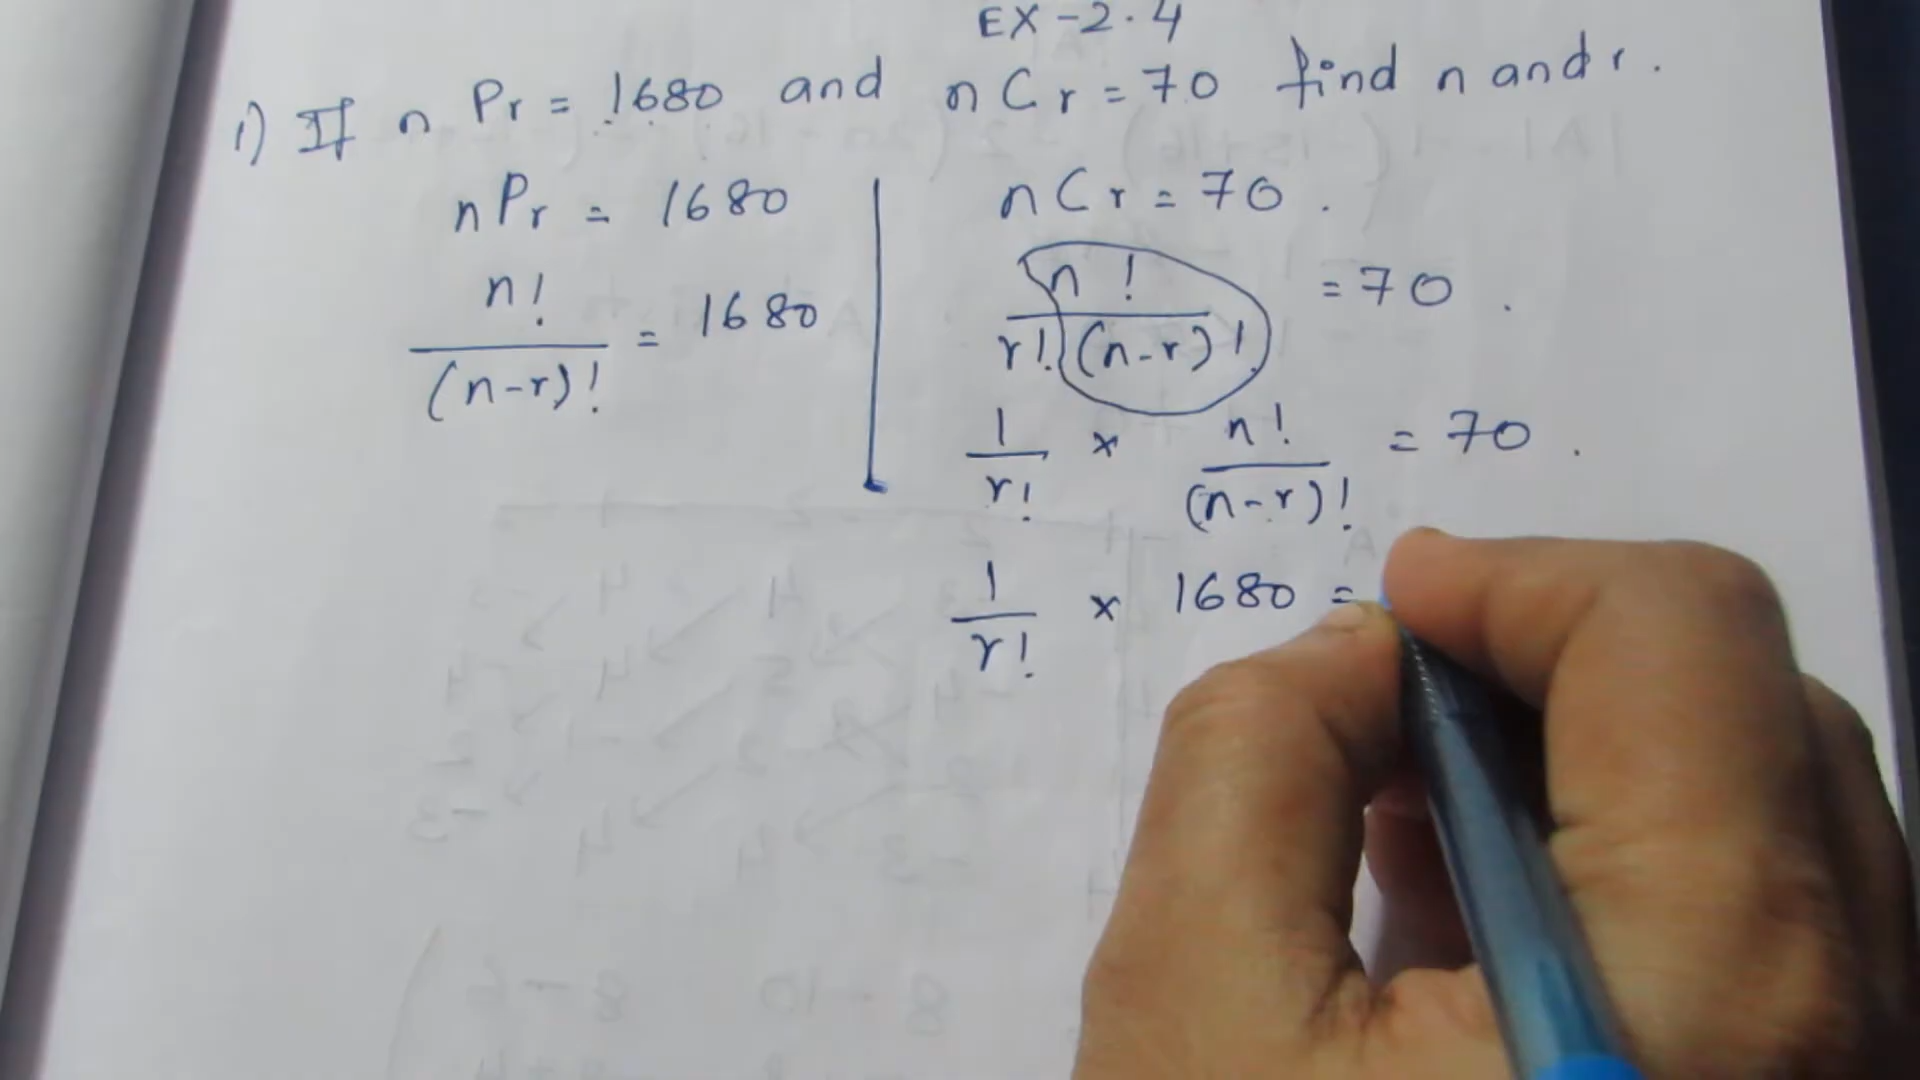 EX-2.4
1) If n Pr = 1680 and n Cr = 70 find n and r.
n Pr = 1680
n!
/
(n-r)!
= 1680
n Cr = 70.
n!
/
r! (n-r)!
= 70.
1/r! × n!/(n-r)! = 70.
1/r! × 1680 =